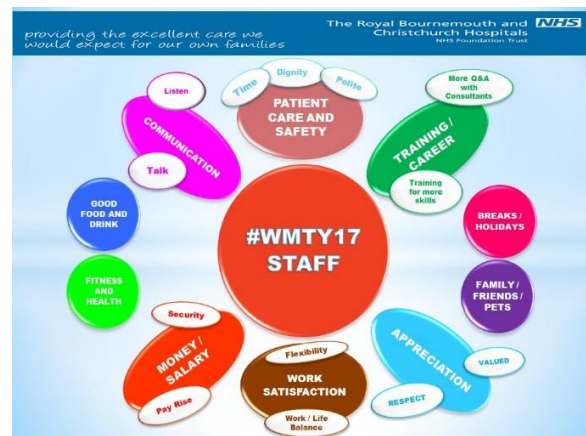 providing the excellent care we
would expect for our own families
The Royal Bournemouth and
Christchurch Hospitals
NHS Foundation Trust
NHS
Listen
COMMUNICATION
Talk
Time
Dignity
Polite
PATIENT
CARE AND
SAFETY
More Q&A
with
Consultants
TRAINING /
CAREER
Training
for more
skills
GOOD
FOOD AND
DRINK
#WMTY17
STAFF
BREAKS /
HOLIDAYS
FITNESS
AND
HEALTH
FAMILY /
FRIENDS /
PETS
Security
MONEY /
SALARY
Pay Rise
Flexibility
WORK
SATISFACTION
Work / Life
Balance
APPRECIATION
VALUED
RESPECT